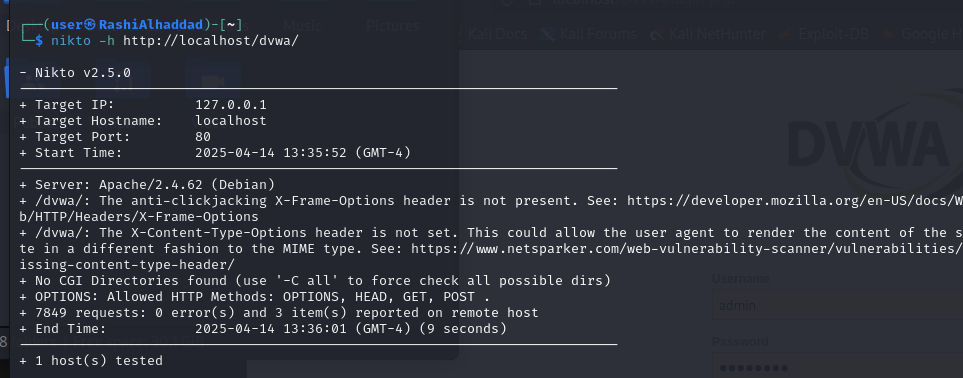 ┌──(user㉿RashiAlhaddad)-[~]
└─$ nikto -h http://localhost/dvwa/
- Nikto v2.5.0
+ Target IP: 127.0.0.1
+ Target Hostname: localhost
+ Target Port: 80
+ Start Time: 2025-04-14 13:35:52 (GMT-4)
+ Server: Apache/2.4.62 (Debian)
+ /dvwa/: The anti-clickjacking X-Frame-Options header is not present. See: https://developer.mozilla.org/en-US/docs/W
b/HTTP/Headers/X-Frame-Options
+ /dvwa/: The X-Content-Type-Options header is not set. This could allow the user agent to render the content of the s
te in a different fashion to the MIME type. See: https://www.netsparker.com/web-vulnerability-scanner/vulnerabilities/
issing-content-type-header/
+ No CGI Directories found (use '-C all' to force check all possible dirs)
+ OPTIONS: Allowed HTTP Methods: OPTIONS, HEAD, GET, POST .
+ 7849 requests: 0 error(s) and 3 item(s) reported on remote host
+ End Time: 2025-04-14 13:36:01 (GMT-4) (9 seconds)
+ 1 host(s) tested
Music Pictures
Kali Docs Kali Forums Kali NetHunter Exploit-DB Google H
DVWA
Username
admin
Password